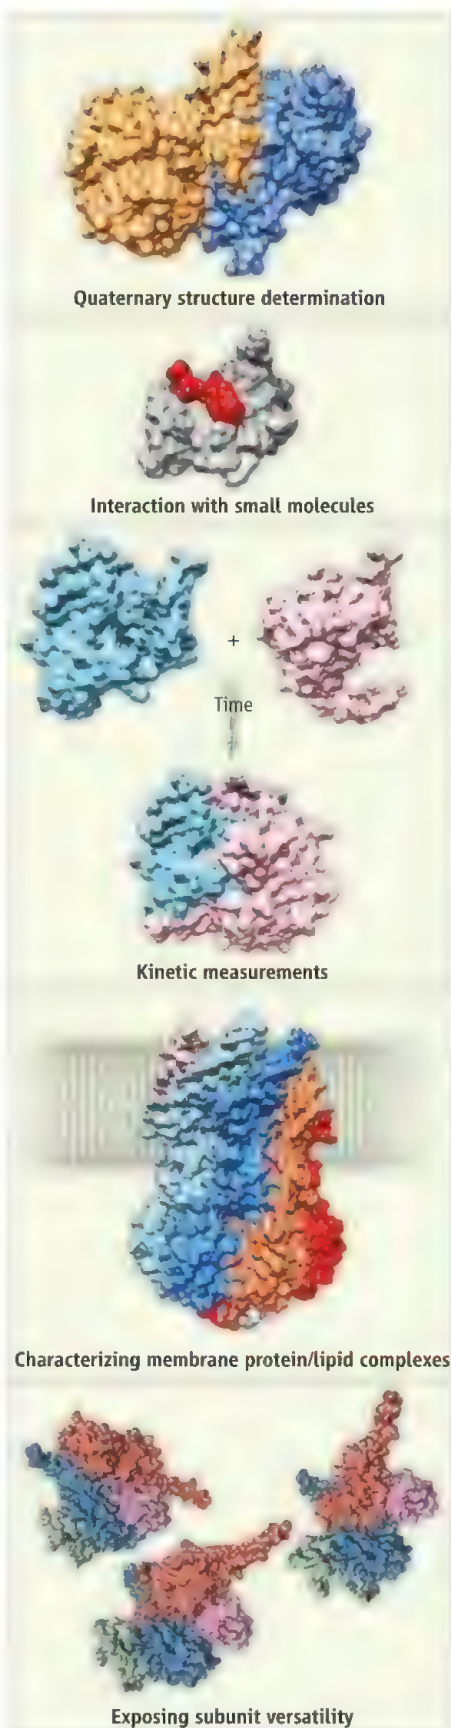 Quaternary structure determination
Interaction with small molecules
+
Time
Kinetic measurements
Characterizing membrane protein/lipid complexes
Exposing subunit versatility